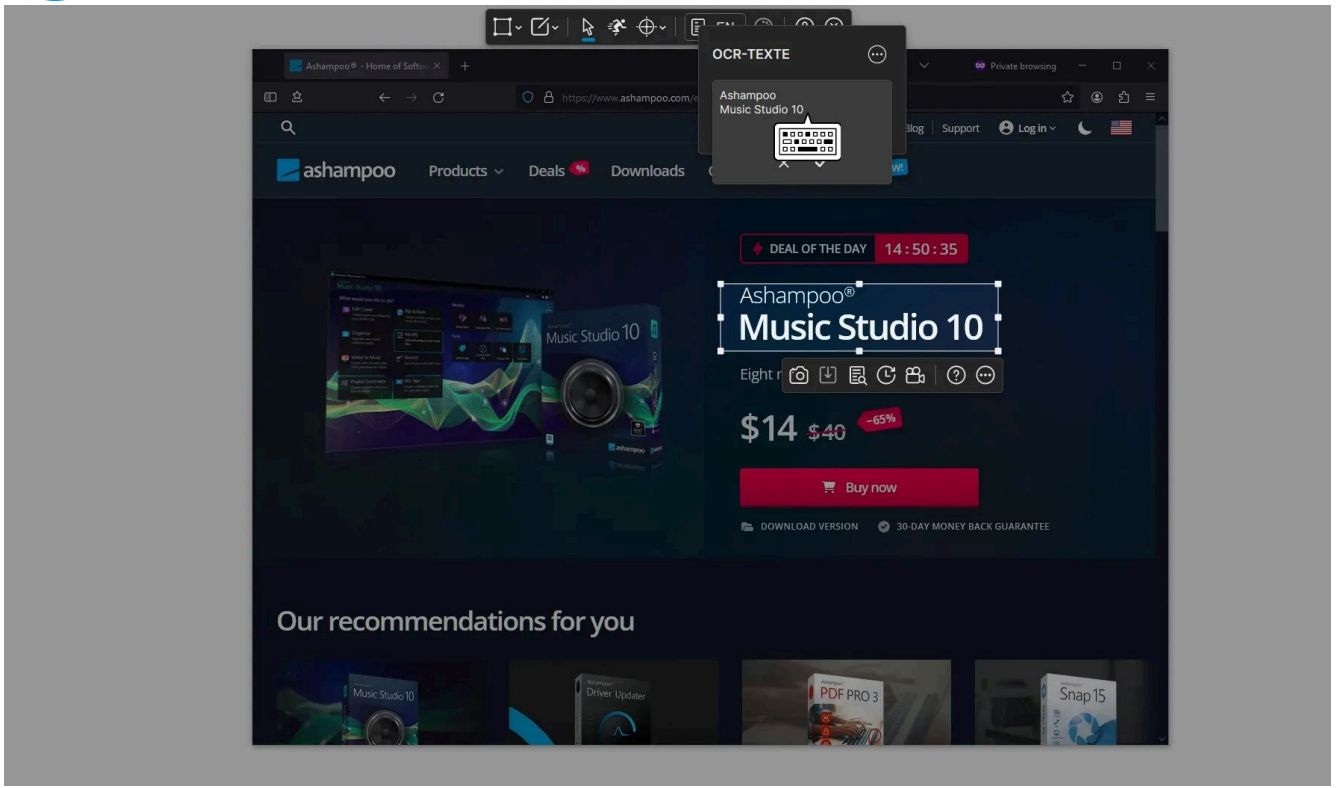 OCR-TEXTE
Ashampoo
Music Studio 10
Ashampoo® - Home of Softw
Private browsing
https://www.ashampoo.com/e
Blog
Support
Log in
ashampoo
Products
Deals %
Downloads
DEAL OF THE DAY 14:50:35
Ashampoo®
Music Studio 10
Music Studio 10
ashampoo
Eight r
$14 $40 -65%
Buy now
DOWNLOAD VERSION
30-DAY MONEY BACK GUARANTEE
Our recommendations for you
Music Studio 10
Driver Updater
PDF PRO 3
Snap 15